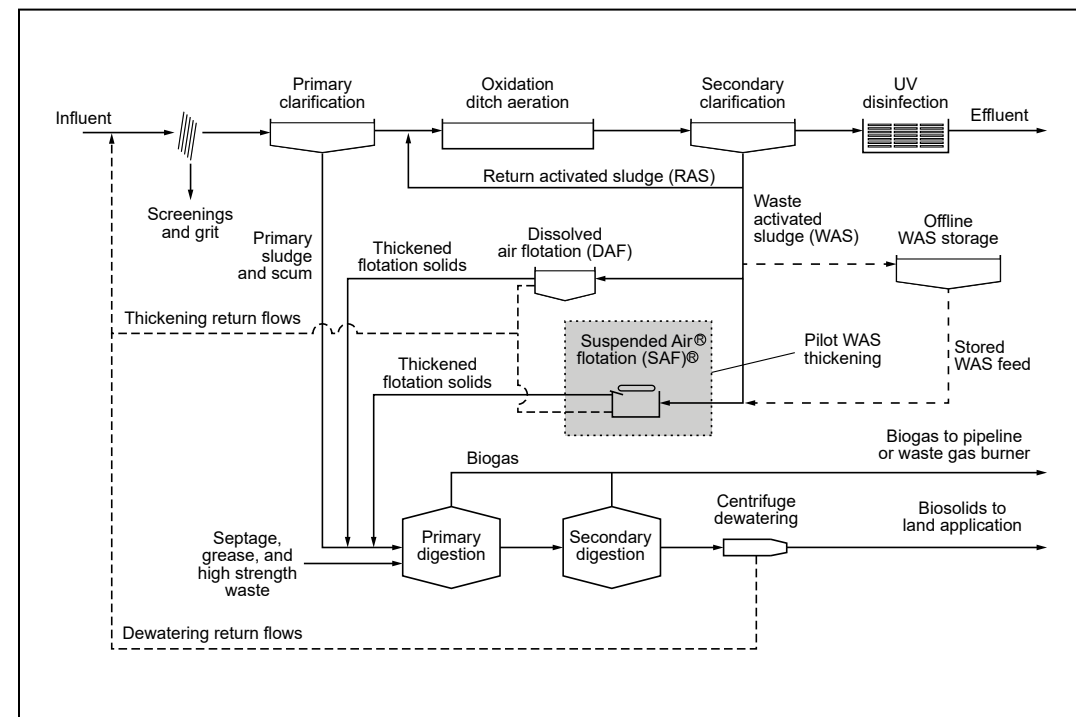 Primary
clarification
Oxidation
ditch aeration
Secondary
clarification
UV
disinfection
Influent
Effluent
Return activated sludge (RAS)
Screenings
and grit
Primary
sludge
and scum
Thickened
flotation solids
Dissolved
air flotation (DAF)
Waste
activated
sludge (WAS)
Offline
WAS storage
Thickening return flows
Suspended Air®
flotation (SAF)®
Pilot WAS
thickening
Stored
WAS feed
Thickened
flotation solids
Biogas
Biogas to pipeline
or waste gas burner
Primary
digestion
Secondary
digestion
Centrifuge
dewatering
Biosolids to
land application
Septage,
grease, and
high strength
waste
Dewatering return flows